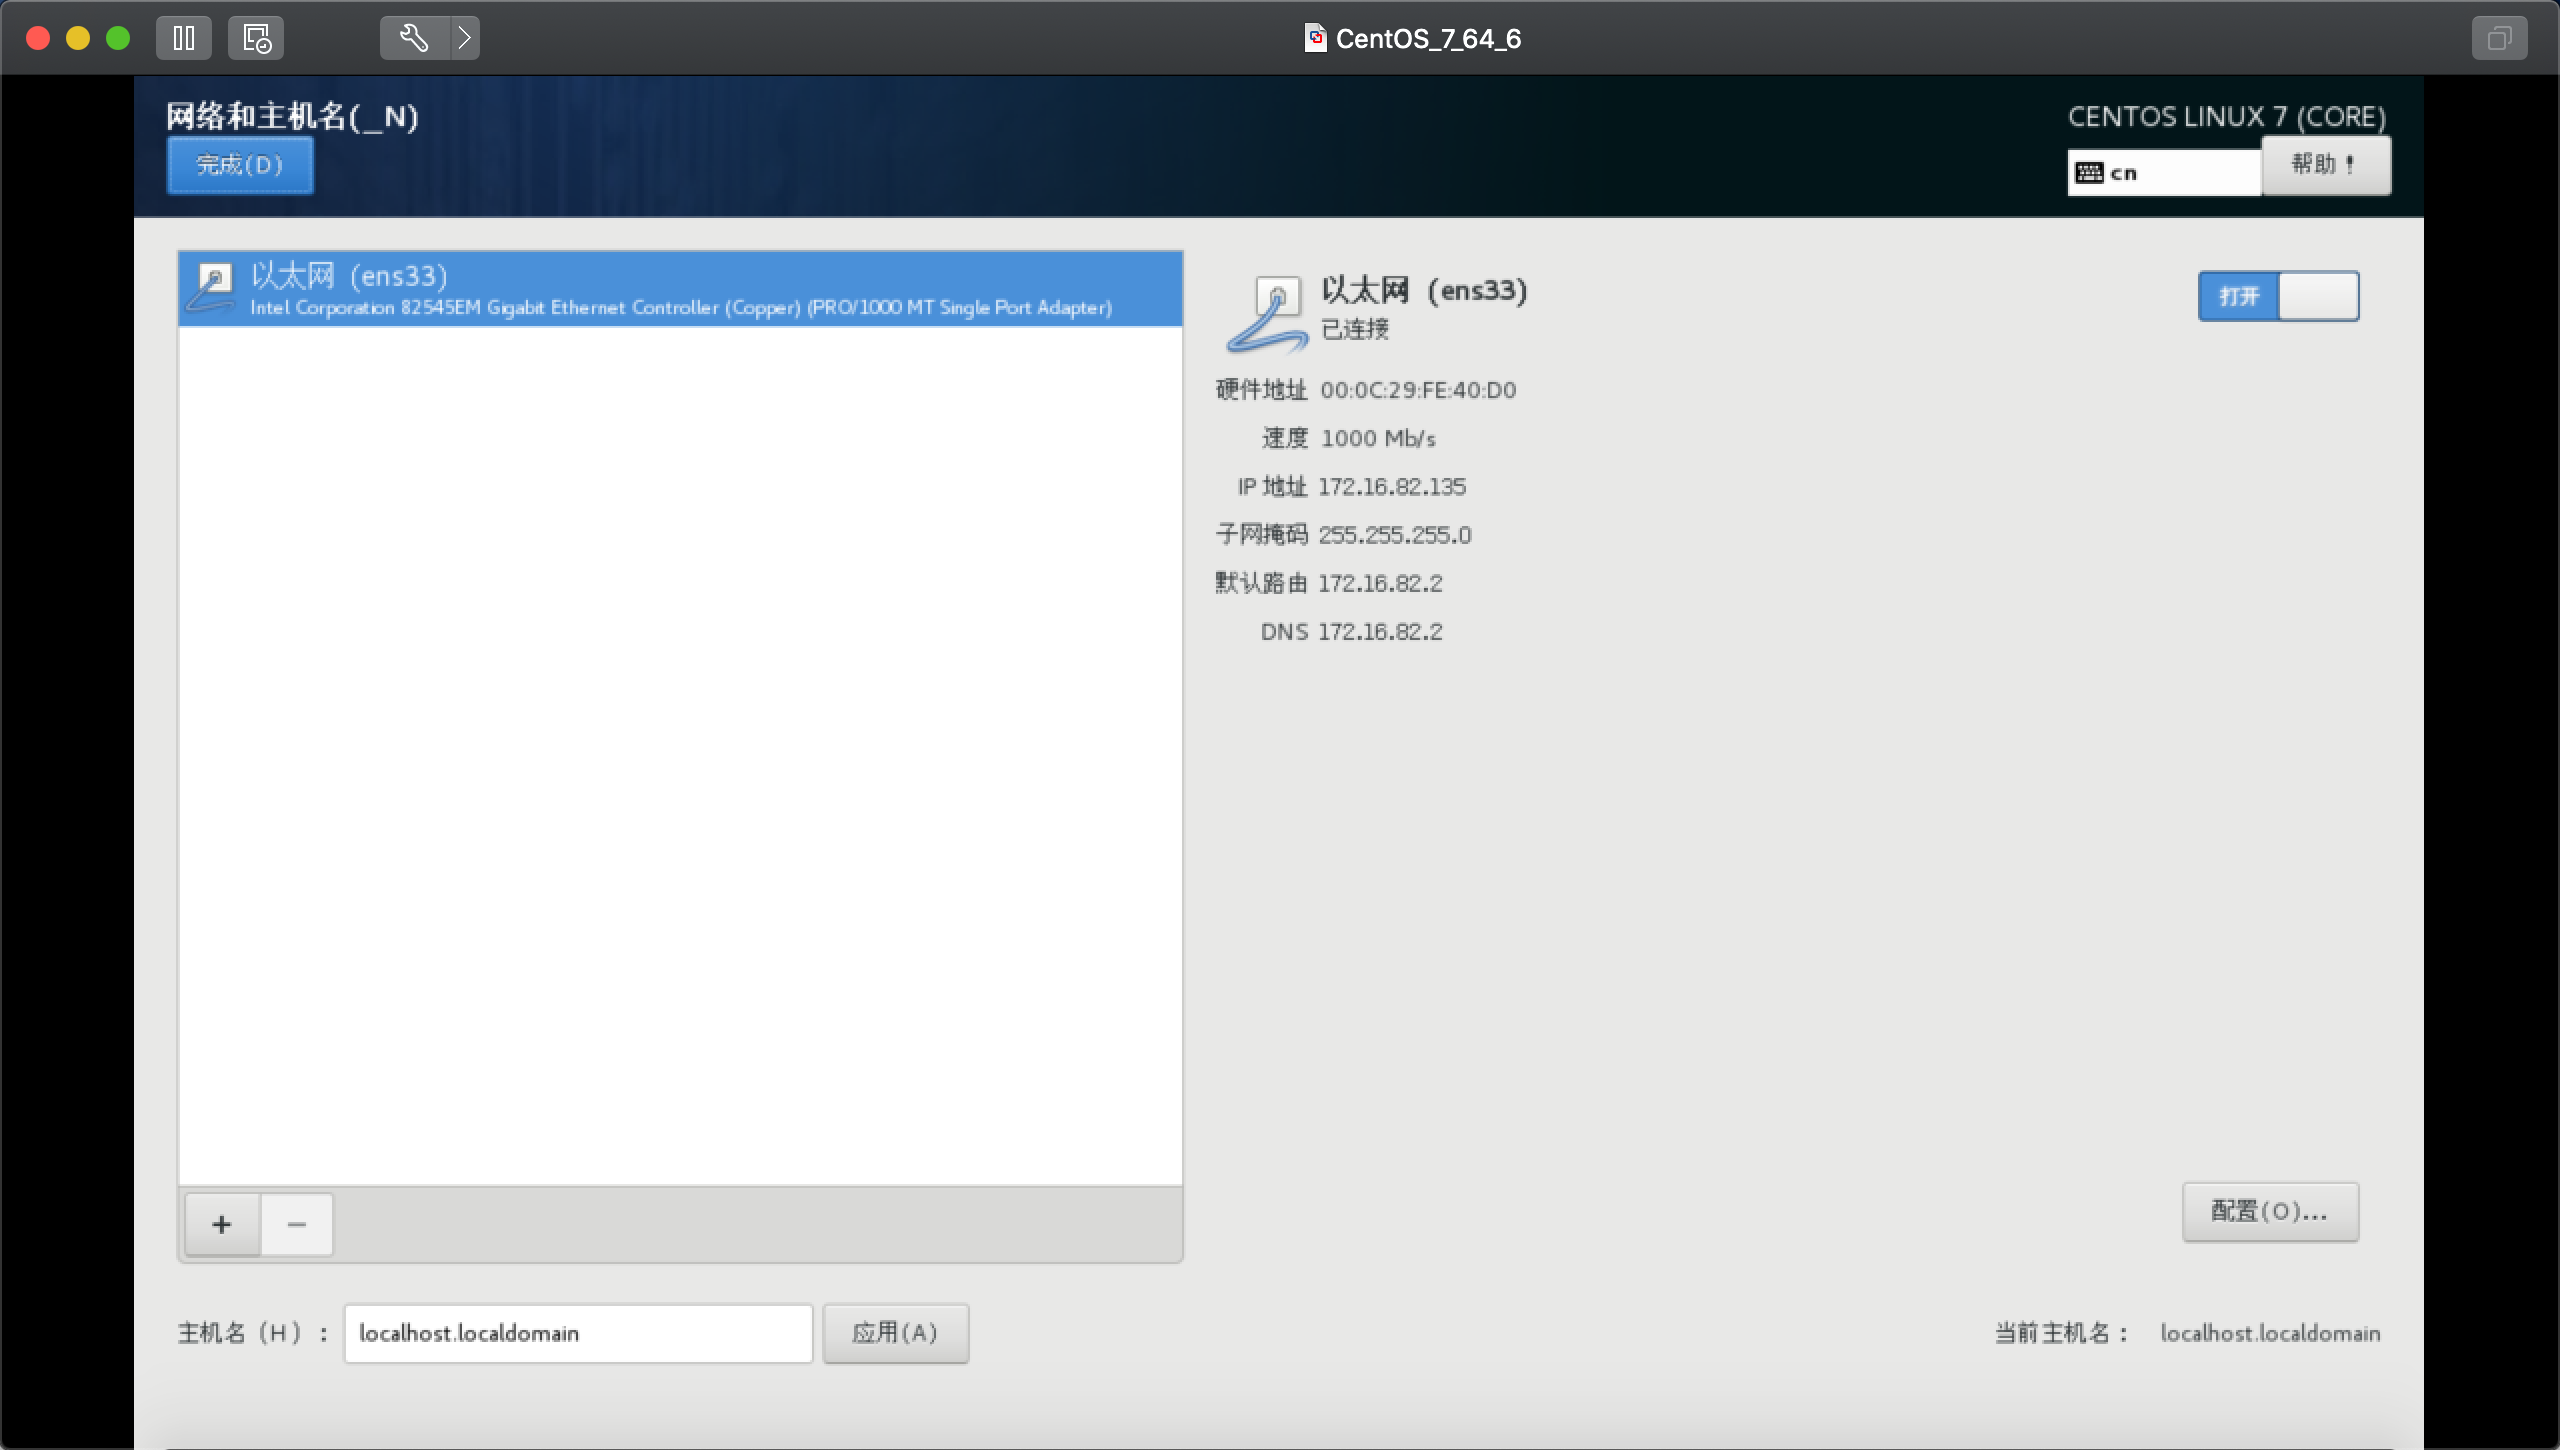 CentOS_7_64_6
网络和主机名(_N)
CENTOS LINUX 7 (CORE)
完成(D)
cn
帮助！
以太网 (ens33)
Intel Corporation 82545EM Gigabit Ethernet Controller (Copper) (PRO/1000 MT Single Port Adapter)
以太网 (ens33)
已连接
打开
硬件地址 00:0C:29:FE:40:D0
速度 1000 Mb/s
IP 地址 172.16.82.135
子网掩码 255.255.255.0
默认路由 172.16.82.2
DNS 172.16.82.2
+ −
配置(O)...
主机名 (H) ： localhost.localdomain 应用(A)
当前主机名： localhost.localdomain